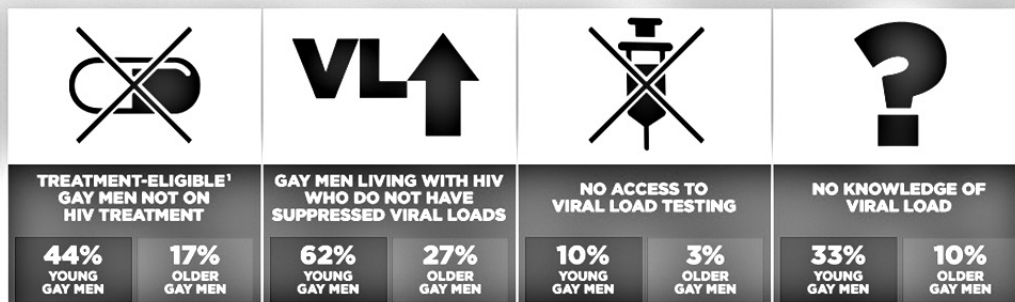 VL
TREATMENT-ELIGIBLE¹
GAY MEN NOT ON
HIV TREATMENT
44%
YOUNG
GAY MEN
17%
OLDER
GAY MEN
GAY MEN LIVING WITH HIV
WHO DO NOT HAVE
SUPPRESSED VIRAL LOADS
62%
YOUNG
GAY MEN
27%
OLDER
GAY MEN
NO ACCESS TO
VIRAL LOAD TESTING
10%
YOUNG
GAY MEN
3%
OLDER
GAY MEN
?
NO KNOWLEDGE OF
VIRAL LOAD
33%
YOUNG
GAY MEN
10%
OLDER
GAY MEN